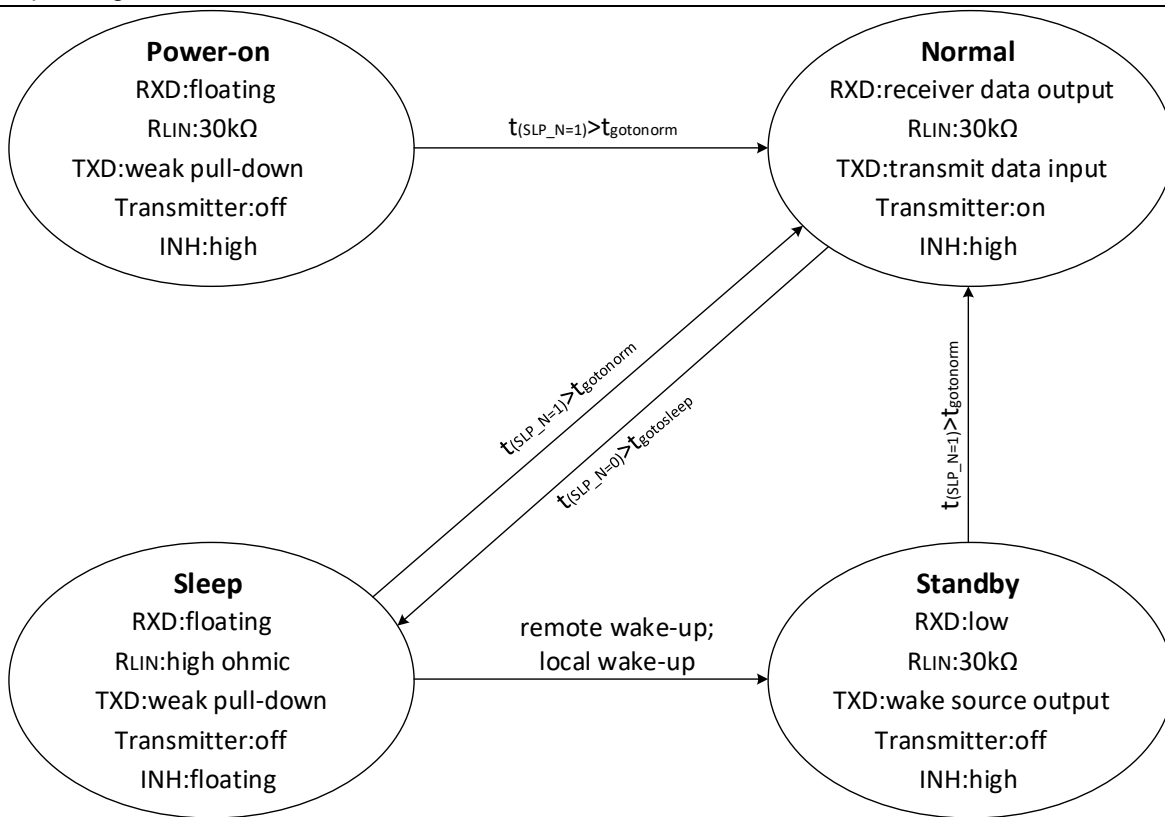 Power-on
RXD:floating
RLIN:30kΩ
TXD:weak pull-down
Transmitter:off
INH:high
t(SLP_N=1)>tgotonorm
Normal
RXD:receiver data output
RLIN:30kΩ
TXD:transmit data input
Transmitter:on
INH:high
t(SLP_N=1)>tgotonorm
t(SLP_N=0)>tgotosleep
t(SLP_N=1)>tgotonorm
Sleep
RXD:floating
RLIN:high ohmic
TXD:weak pull-down
Transmitter:off
INH:floating
remote wake-up;
local wake-up
Standby
RXD:low
RLIN:30kΩ
TXD:wake source output
Transmitter:off
INH:high